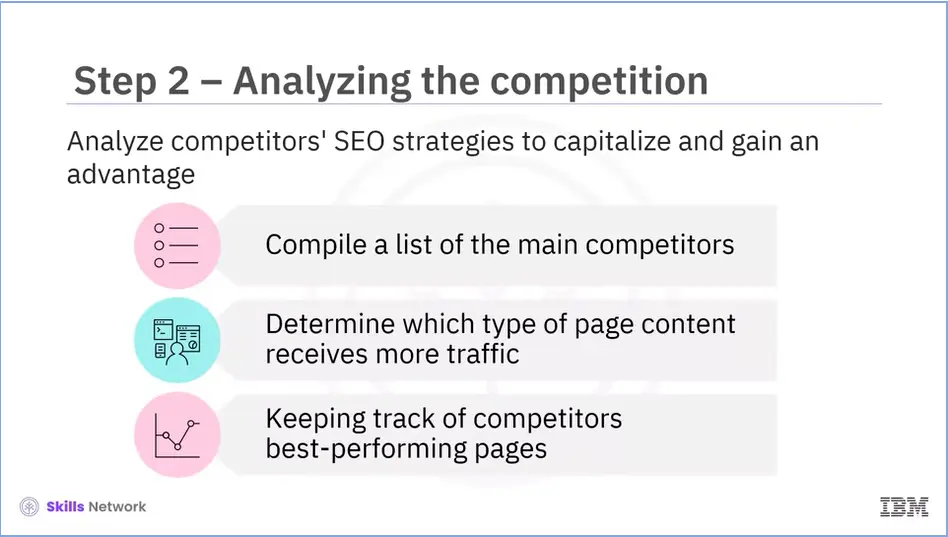 Step 2 – Analyzing the competition
Analyze competitors' SEO strategies to capitalize and gain an
advantage
Compile a list of the main competitors
Determine which type of page content
receives more traffic
Keeping track of competitors
best-performing pages
Skills Network
IBM